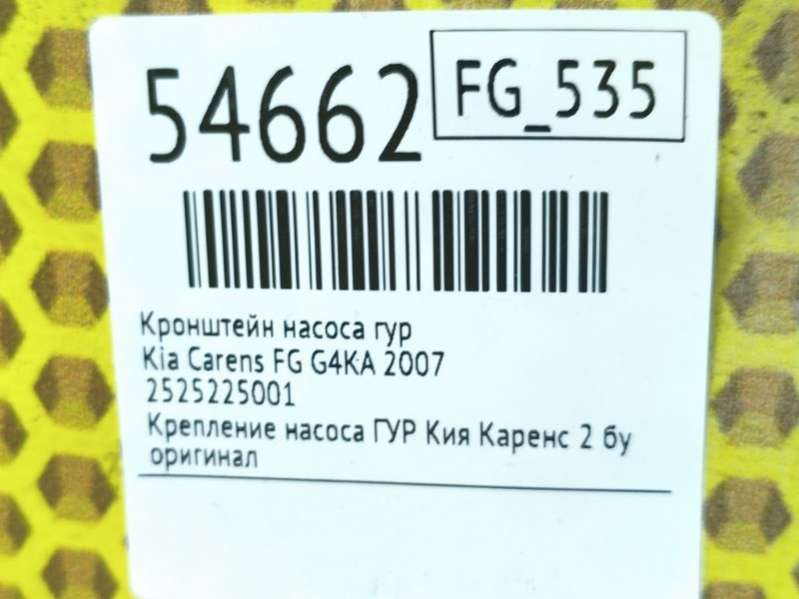 54662
FG_535
Кронштейн насоса гур
Kia Carens FG G4KA 2007
2525225001
Крепление насоса ГУР Кия Каренс 2 бу
оригинал